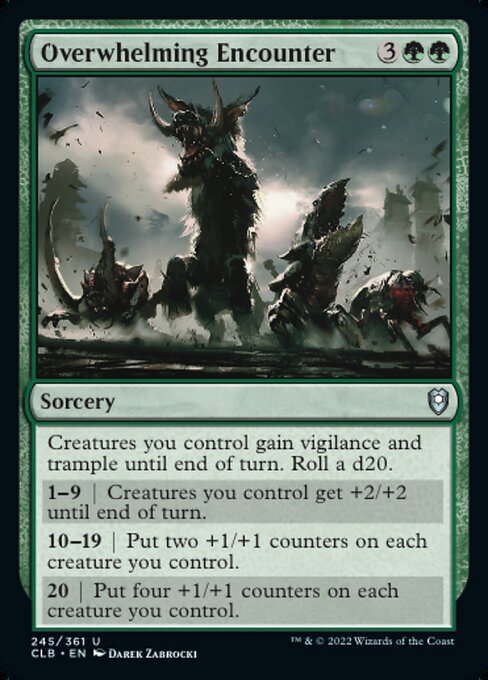 Overwhelming Encounter 3
Sorcery
Creatures you control gain vigilance and
trample until end of turn. Roll a d20.
1–9 | Creatures you control get +2/+2
until end of turn.
10–19 | Put two +1/+1 counters on each
creature you control.
20 | Put four +1/+1 counters on each
creature you control.
245/361 U
CLB • EN DAREK ZABROCKI
™ & © 2022 Wizards of the Coast